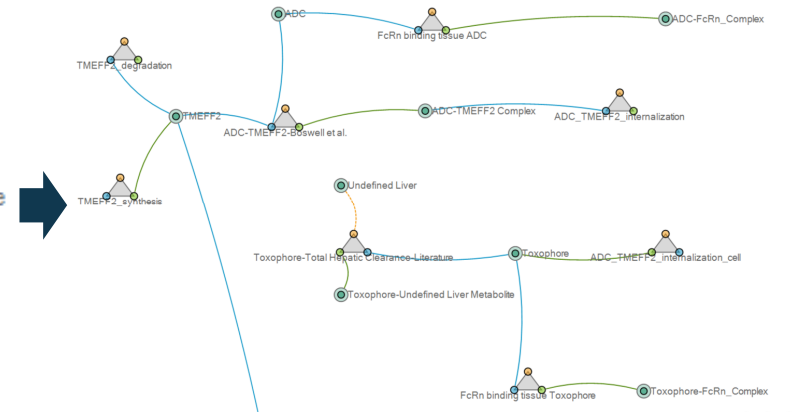 ADC
ADC-FcRn_Complex
FcRn binding tissue ADC
TMEFF2_degradation
TMEFF2
ADC-TMEFF2 Complex
ADC_TMEFF2_internalization
ADC-TMEFF2-Boswell et al.
Undefined Liver
TMEFF2_synthesis
Toxophore-Total Hepatic Clearance-Literature
Toxophore
ADC_TMEFF2_internalization_cell
Toxophore-Undefined Liver Metabolite
FcRn binding tissue Toxophore
Toxophore-FcRn_Complex